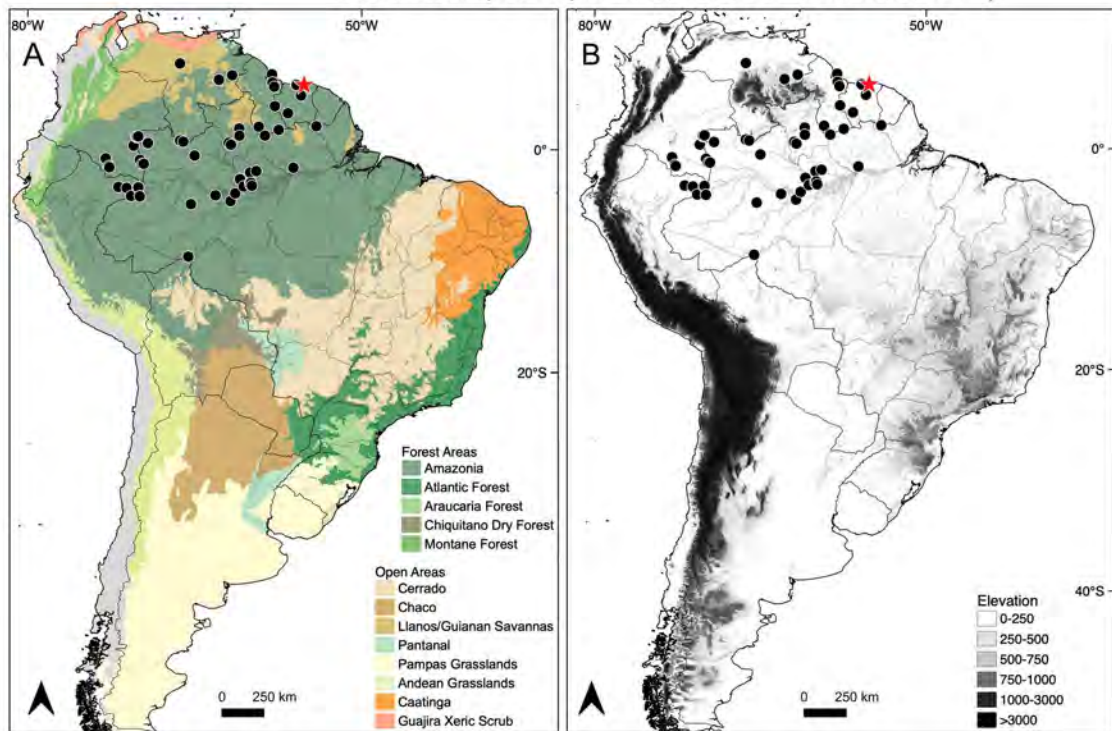 80°W
50°W
A
0°
20°S
Forest Areas
Amazonia
Atlantic Forest
Araucaria Forest
Chiquitano Dry Forest
Montane Forest
Open Areas
Cerrado
Chaco
Llanos/Guianan Savannas
Pantanal
Pampas Grasslands
Andean Grasslands
Caatinga
Guajira Xeric Scrub
0 250 km
80°W
50°W
B
0°
20°S
40°S
Elevation
0-250
250-500
500-750
750-1000
1000-3000
>3000
0 250 km